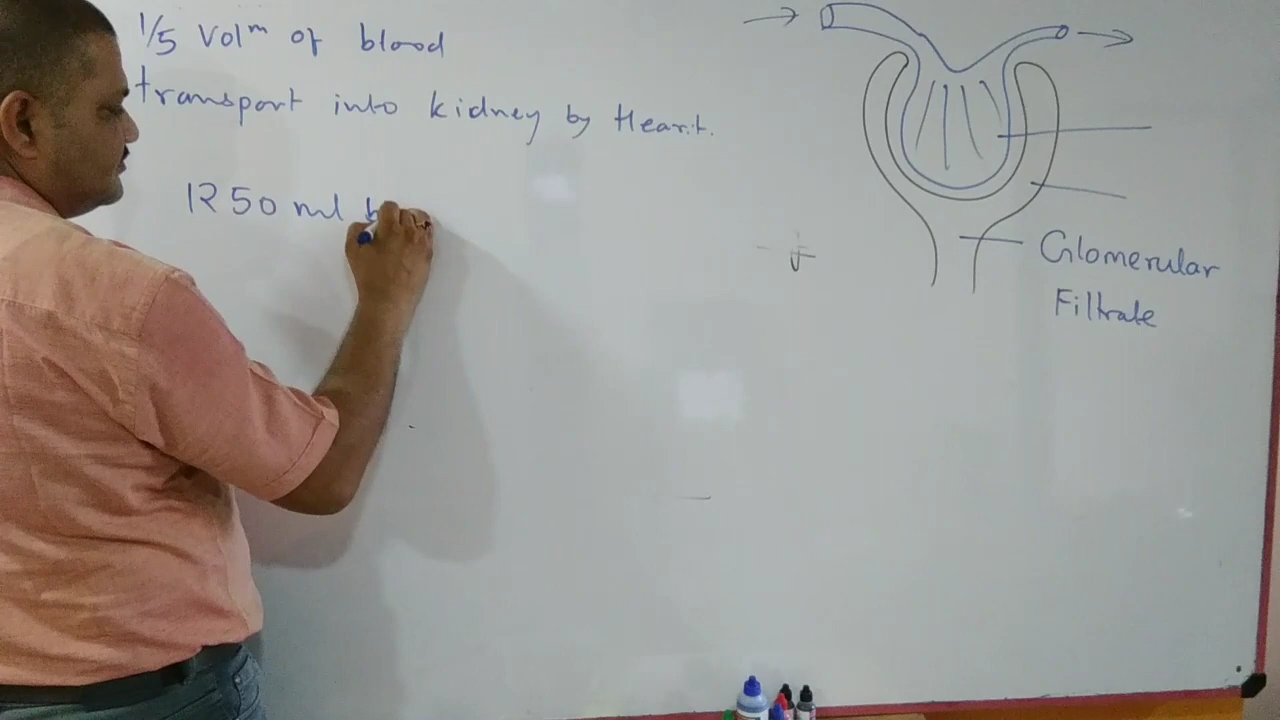 1/5 Volm of blood
transport into kidney by Heart.
1250 ml b
Glomerular
Filtrate